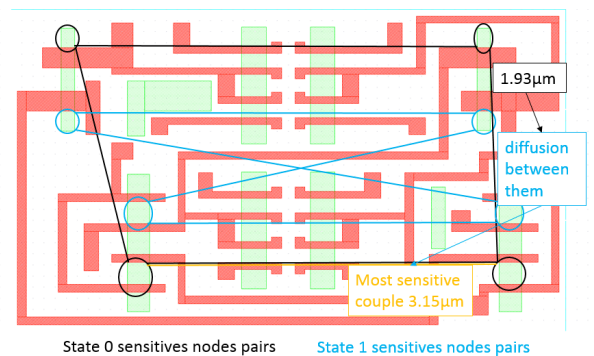 1.93µm
diffusion
between
them
Most sensitive
couple 3.15µm
State 0 sensitives nodes pairs
State 1 sensitives nodes pairs